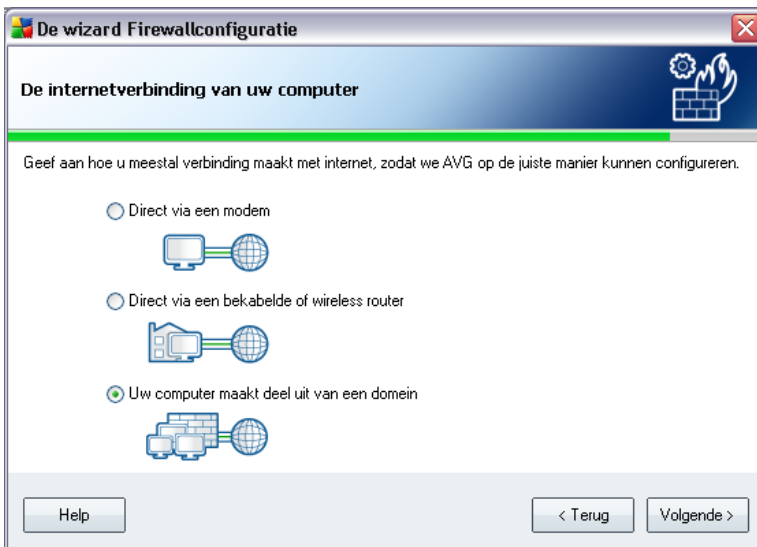 De wizard Firewallconfiguratie
De internetverbinding van uw computer
Geef aan hoe u meestal verbinding maakt met internet, zodat we AVG op de juiste manier kunnen configureren.
Direct via een modem
Direct via een bekabelde of wireless router
Uw computer maakt deel uit van een domein
Help
< Terug
Volgende >